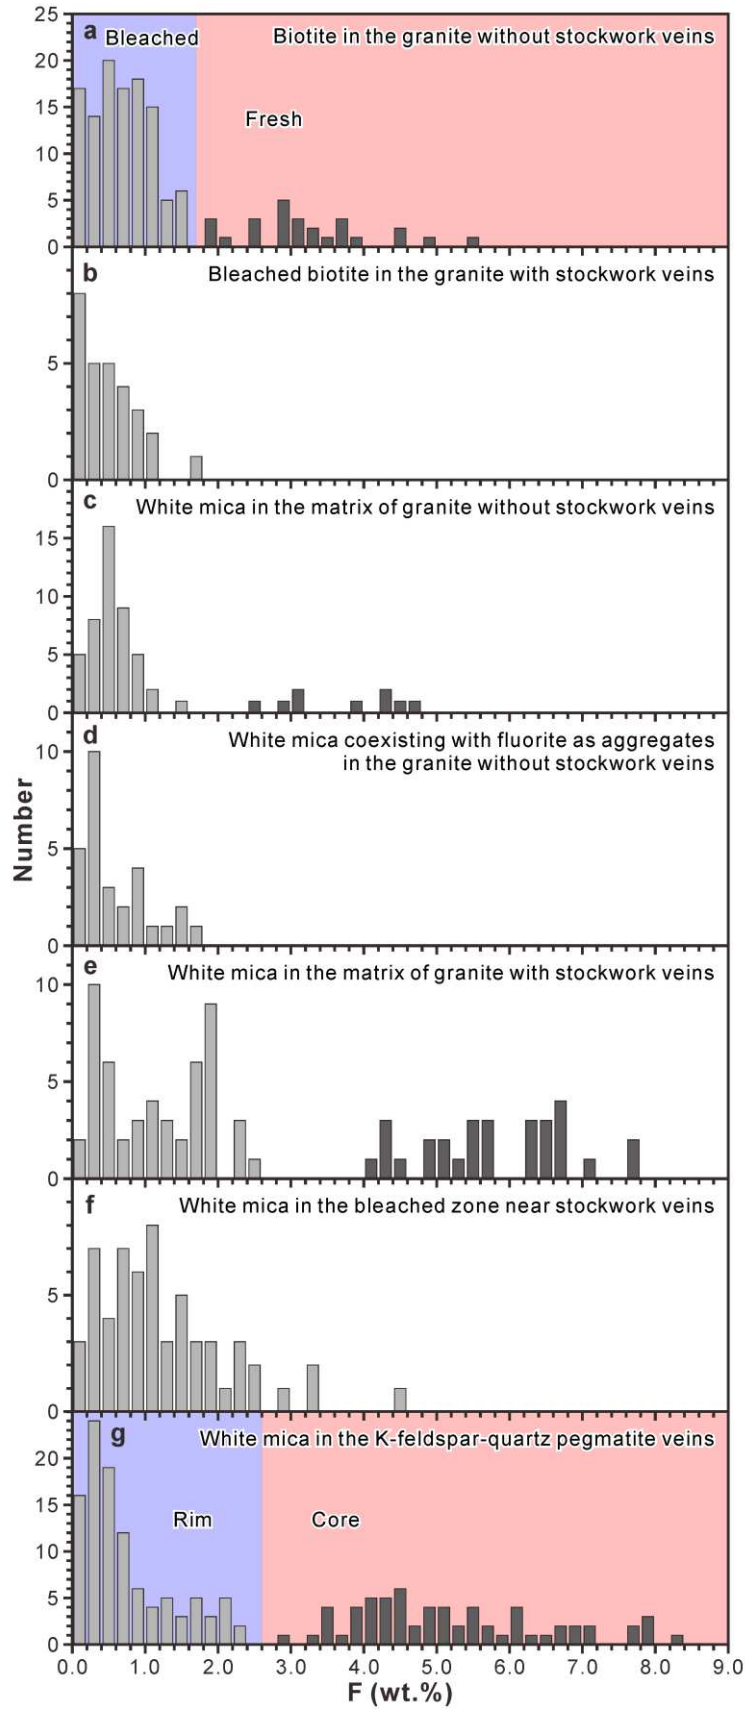 25
a Bleached Biotite in the granite without stockwork veins
20
15
Fresh
10
5
0
b Bleached biotite in the granite with stockwork veins
5
0
c White mica in the matrix of granite without stockwork veins
15
10
5
0
d White mica coexisting with fluorite as aggregates
in the granite without stockwork veins
10
5
0
Number
e White mica in the matrix of granite with stockwork veins
10
5
0
f White mica in the bleached zone near stockwork veins
5
0
g White mica in the K-feldspar-quartz pegmatite veins
20
15
Rim Core
10
5
0
0.0 1.0 2.0 3.0 4.0 5.0 6.0 7.0 8.0 9.0
F (wt.%)